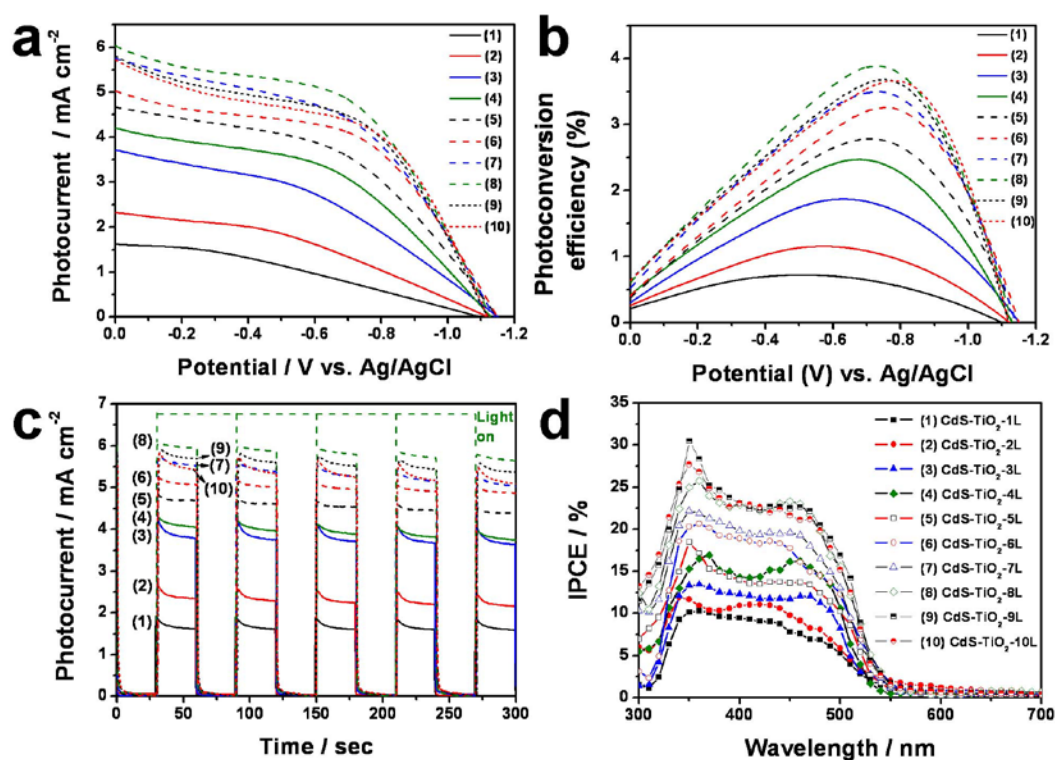 a
Photocurrent / mA cm⁻²
6
5
4
3
2
1
0
0.0 -0.2 -0.4 -0.6 -0.8 -1.0 -1.2
Potential / V vs. Ag/AgCl
(1)
(2)
(3)
(4)
(5)
(6)
(7)
(8)
(9)
(10)
b
Photoconversion
efficiency (%)
4
3
2
1
0
0.0 -0.2 -0.4 -0.6 -0.8 -1.0 -1.2
Potential (V) vs. Ag/AgCl
(1)
(2)
(3)
(4)
(5)
(6)
(7)
(8)
(9)
(10)
c
Photocurrent / mA cm⁻²
7
6
5
4
3
2
1
0
0 50 100 150 200 250 300
Time / sec
Light
on
(8)
(9)
(7)
(6)
(10)
(5)
(4)
(3)
(2)
(1)
d
IPCE / %
35
30
25
20
15
10
5
0
300 400 500 600 700
Wavelength / nm
(1) CdS-TiO₂-1L
(2) CdS-TiO₂-2L
(3) CdS-TiO₂-3L
(4) CdS-TiO₂-4L
(5) CdS-TiO₂-5L
(6) CdS-TiO₂-6L
(7) CdS-TiO₂-7L
(8) CdS-TiO₂-8L
(9) CdS-TiO₂-9L
(10) CdS-TiO₂-10L